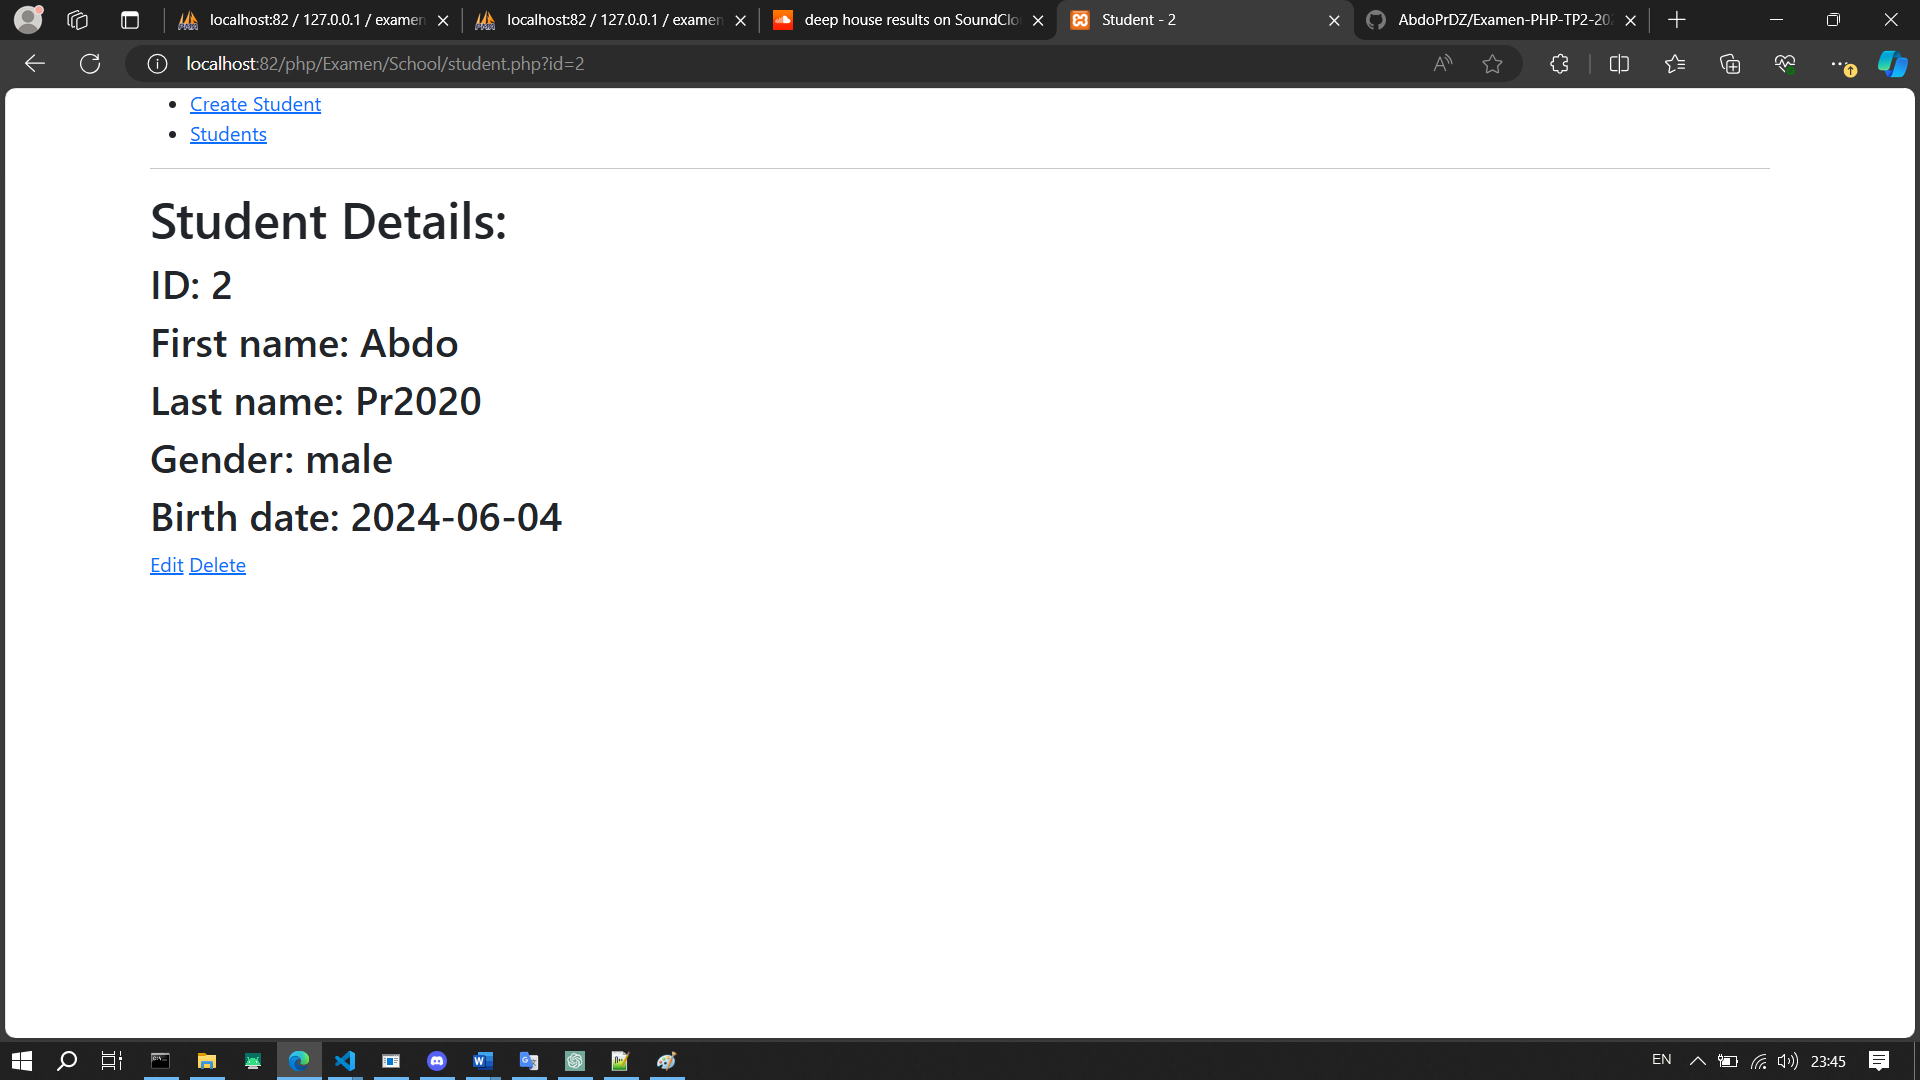 localhost:82 / 127.0.0.1 / examen
localhost:82 / 127.0.0.1 / examen
deep house results on SoundClo
Student - 2
AbdoPrDZ/Examen-PHP-TP2-202
localhost:82/php/Examen/School/student.php?id=2
Create Student
Students
Student Details:
ID: 2
First name: Abdo
Last name: Pr2020
Gender: male
Birth date: 2024-06-04
Edit Delete
EN
23:45